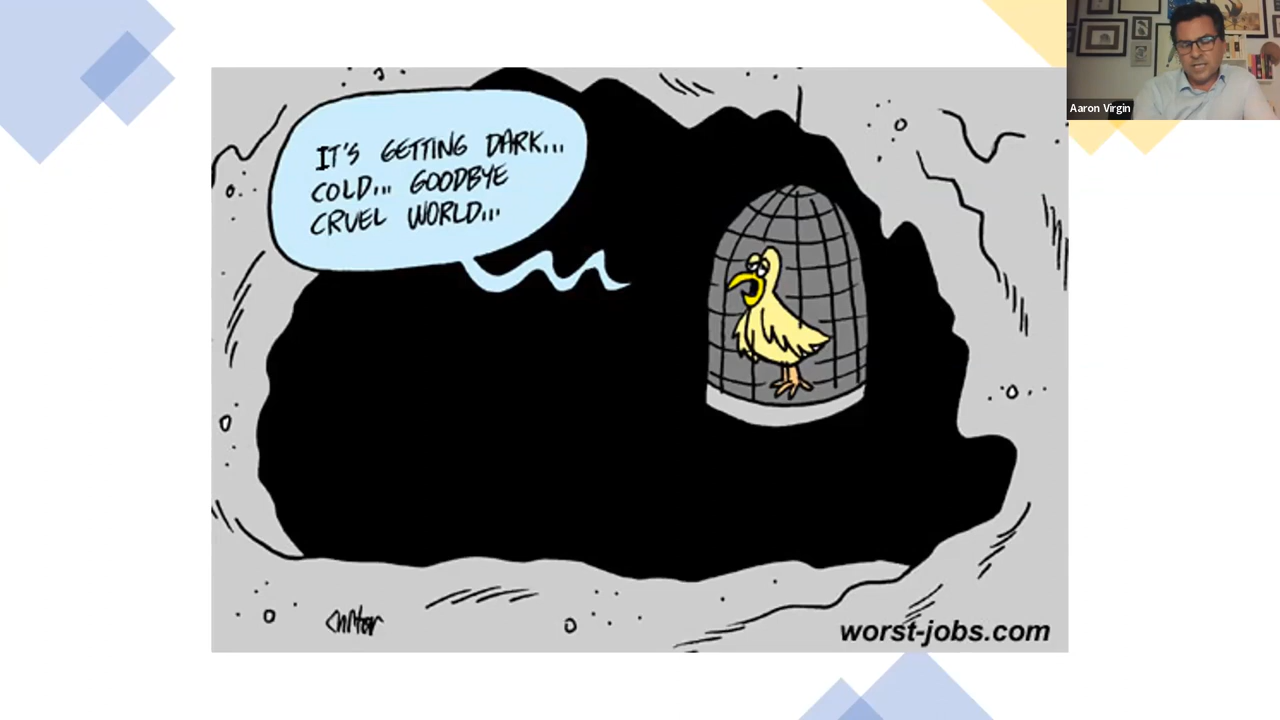 IT'S GETTING DARK...
COLD... GOODBYE
CRUEL WORLD...
Aaron Virgin
worst-jobs.com